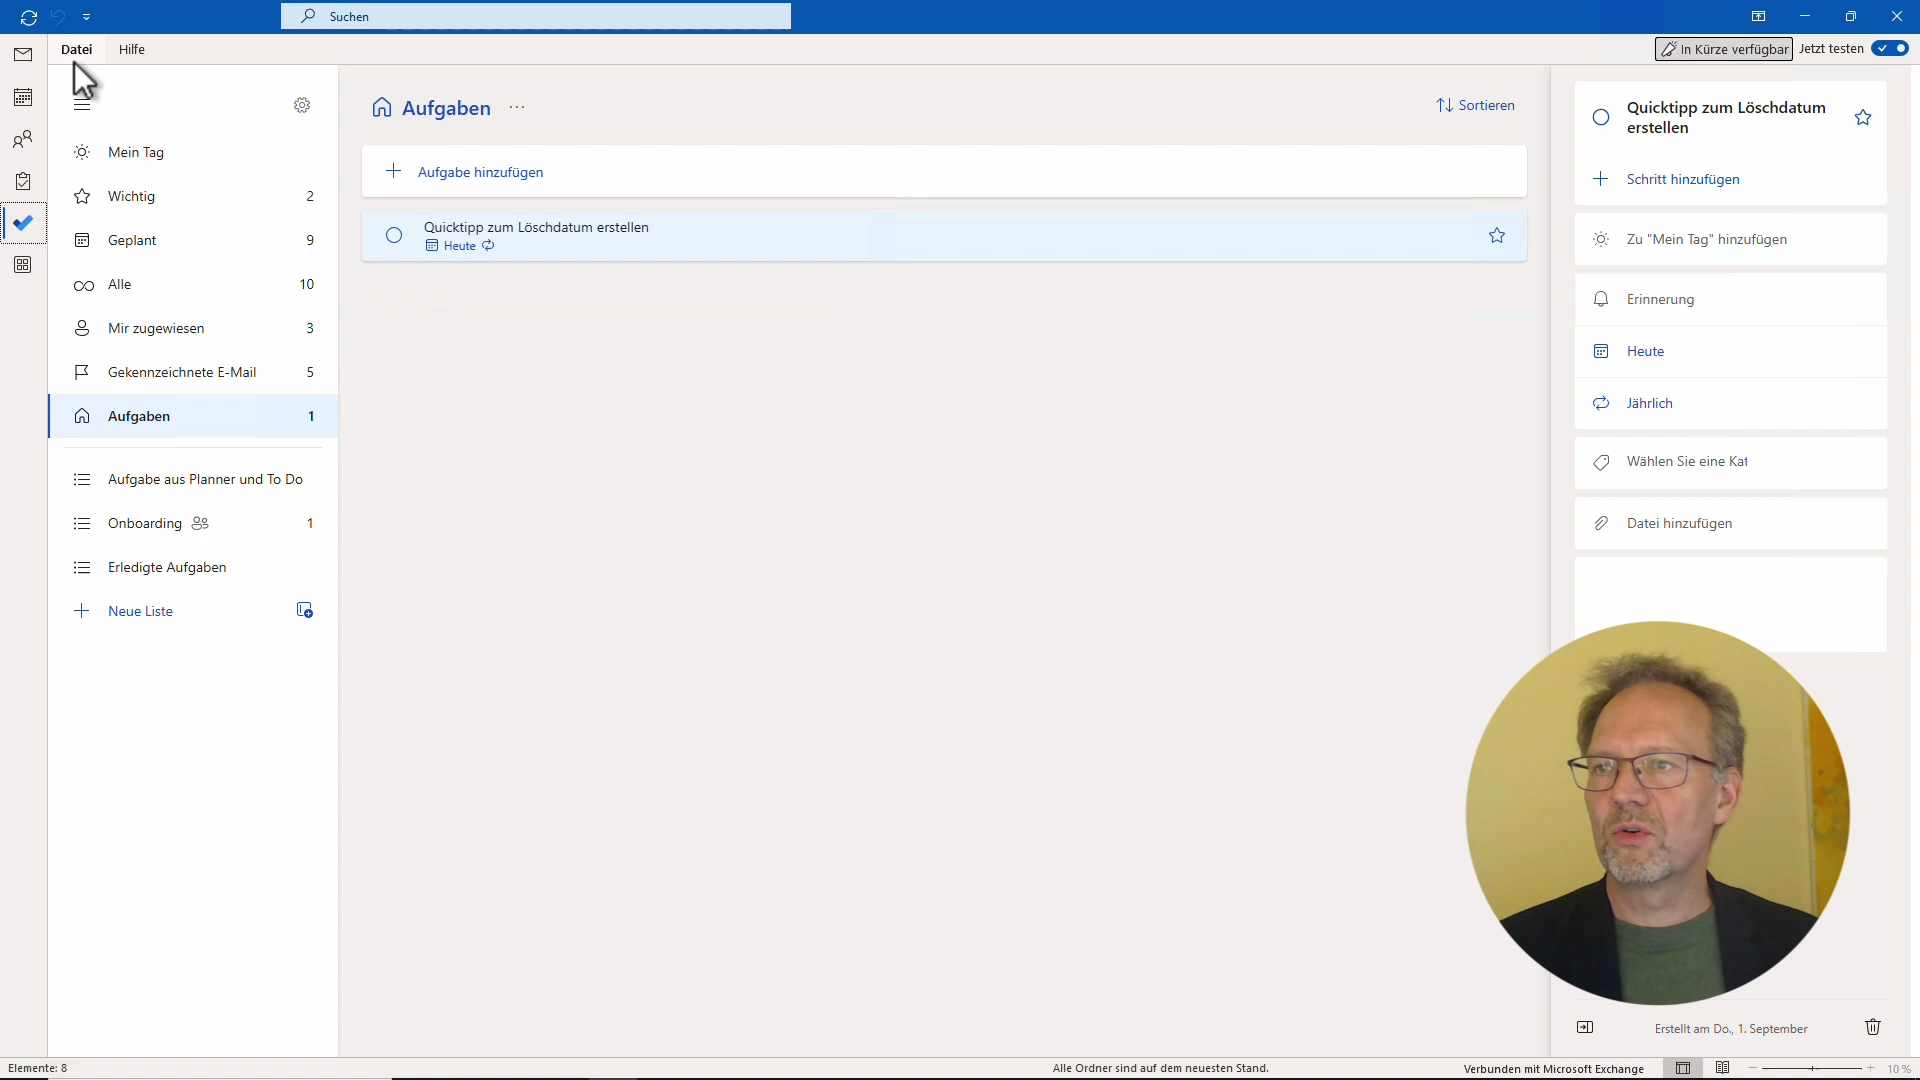 Suchen
Datei
Hilfe
In Kürze verfügbar
Jetzt testen
Mein Tag
Wichtig 2
Geplant 9
Alle 10
Mir zugewiesen 3
Gekennzeichnete E-Mail 5
Aufgaben 1
Aufgabe aus Planner und To Do
Onboarding 1
Erledigte Aufgaben
Neue Liste
Aufgaben
Sortieren
Aufgabe hinzufügen
Quicktipp zum Löschdatum erstellen
Heute
Quicktipp zum Löschdatum
erstellen
Schritt hinzufügen
Zu "Mein Tag" hinzufügen
Erinnerung
Heute
Jährlich
Wählen Sie eine Kat
Datei hinzufügen
Erstellt am Do., 1. September
Elemente: 8
Alle Ordner sind auf dem neuesten Stand.
Verbunden mit Microsoft Exchange
10 %